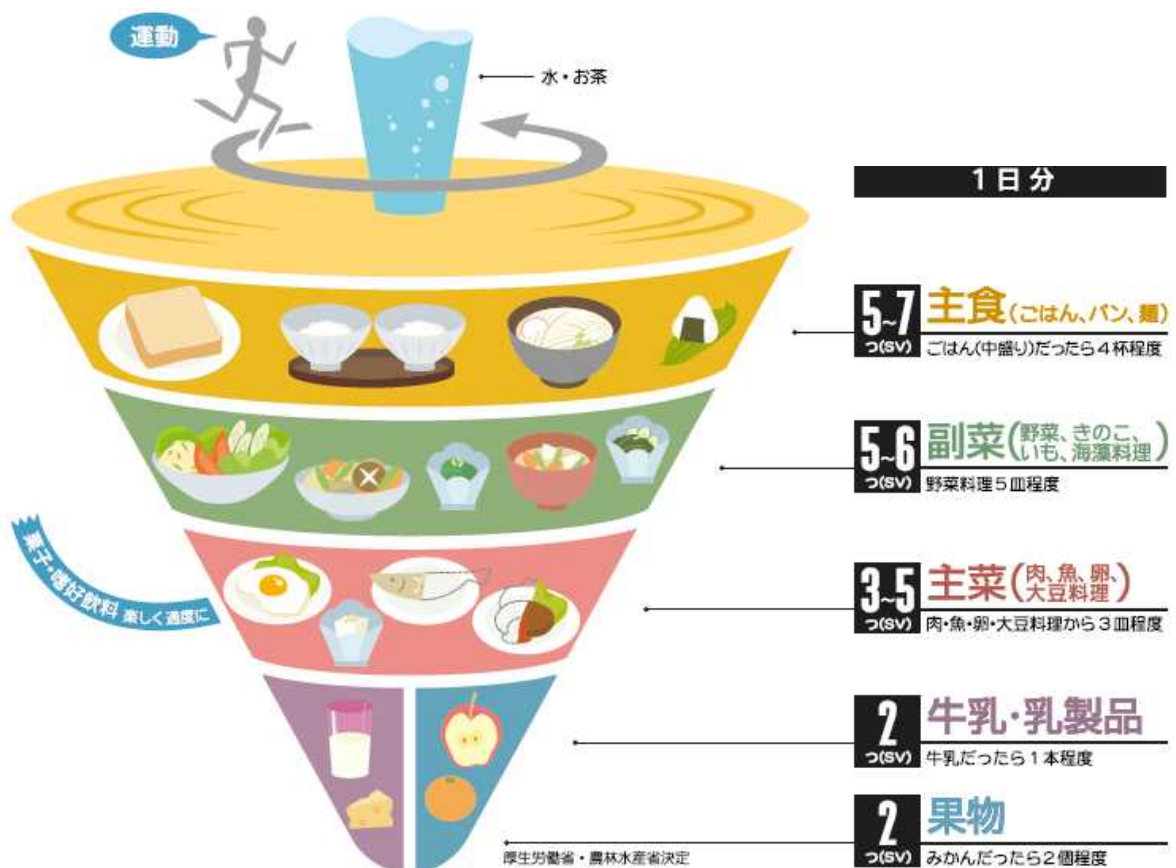 運動
水・お茶
1日分
5~7
つ(SV)
主食(ごはん、パン、麺)
ごはん(中盛り)だったら4杯程度
5~6
つ(SV)
副菜(野菜、きのこ、
いも、海藻料理)
野菜料理5皿程度
菓子・嗜好飲料 楽しく適度に
3~5
つ(SV)
主菜(肉、魚、卵、
大豆料理)
肉・魚・卵・大豆料理から3皿程度
2
つ(SV)
牛乳・乳製品
牛乳だったら1本程度
2
つ(SV)
果物
みかんだったら2個程度
厚生労働省・農林水産省決定